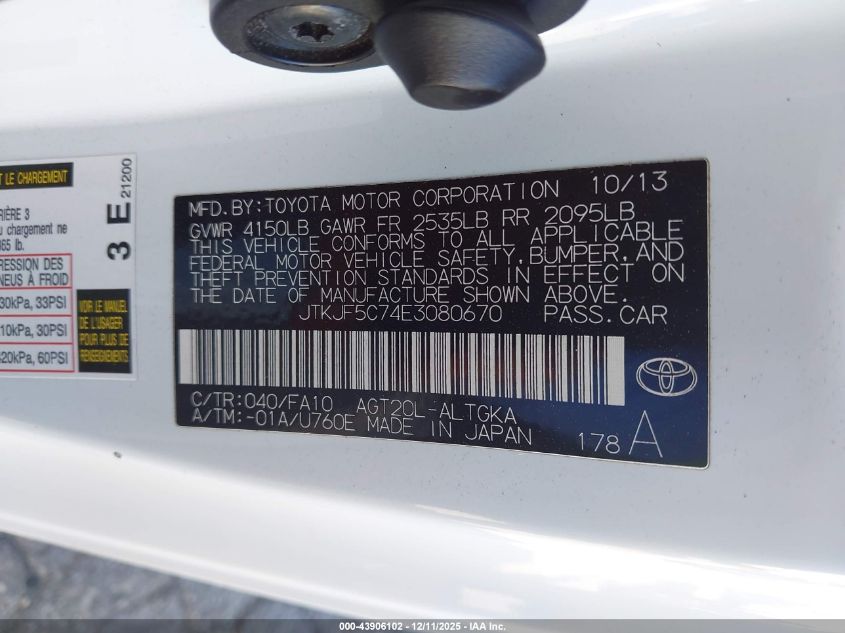 T LE CHARGEMENT
RIÈRE 3
u chargement ne
365 lb.
RESSION DES
NEUS À FROID
30kPa, 33PSI
10kPa, 30PSI
420kPa, 60PSI
VOIR LE MANUEL
DE L'USAGER
POUR PLUS DE
RENSEIGNEMENTS
3 E 21200
MFD. BY: TOYOTA MOTOR CORPORATION 10/13
GVWR 4150LB GAWR FR 2535LB RR 2095LB
THIS VEHICLE CONFORMS TO ALL APPLICABLE
FEDERAL MOTOR VEHICLE SAFETY, BUMPER, AND
THEFT PREVENTION STANDARDS IN EFFECT ON
THE DATE OF MANUFACTURE SHOWN ABOVE.
JTKJF5C74E3080670 PASS. CAR
C/TR: 040/FA10 AGT20L-ALTGKA
A/TM: -01A/U760E MADE IN JAPAN 178 A
000-43906102 - 12/11/2025 - IAA Inc.